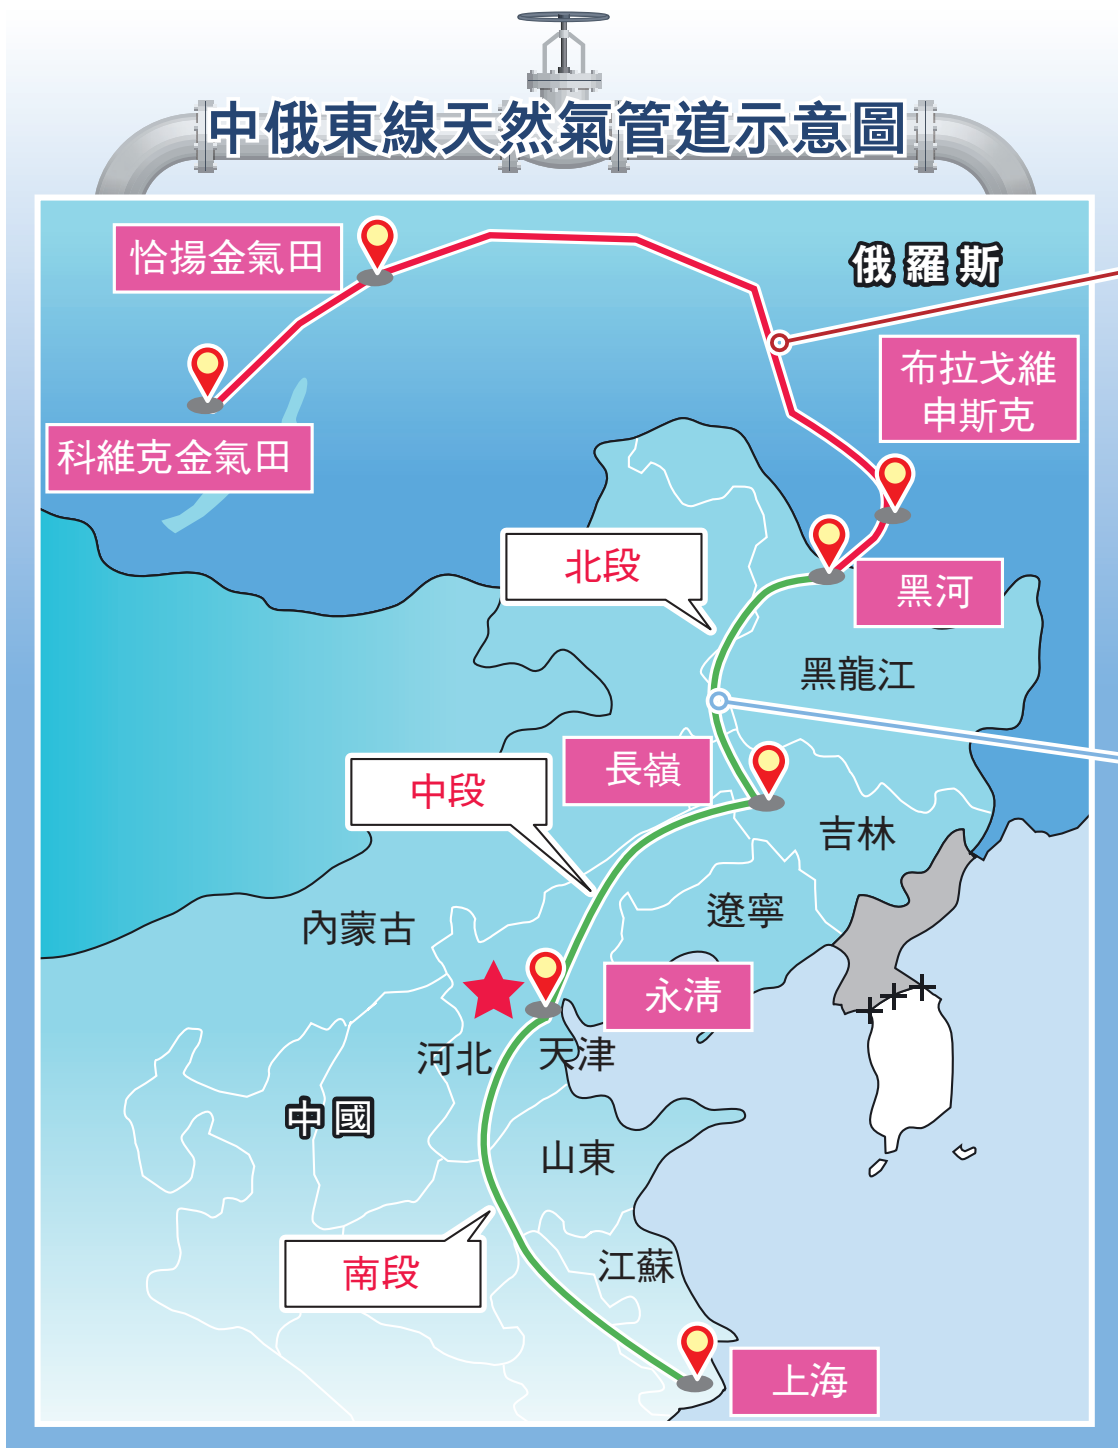 中俄東線天然氣管道示意圖
恰揚金氣田
俄羅斯
布拉戈維
申斯克
科維克金氣田
北段
黑河
黑龍江
長嶺
中段
吉林
遼寧
內蒙古
永清
河北
天津
中國
山東
江蘇
南段
上海